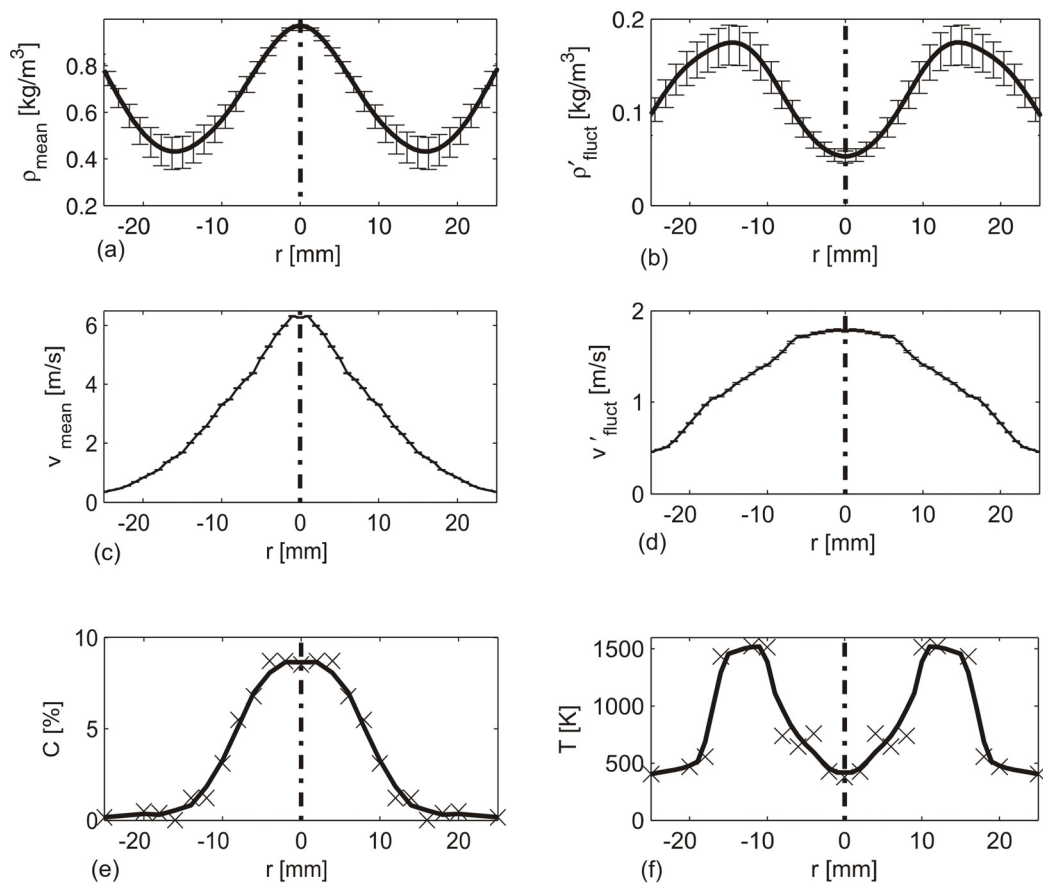 ρmean [kg/m³]
0.8
0.6
0.4
0.2
-20 -10 0 10 20
(a) r [mm]
ρ′fluct [kg/m³]
0.2
0.1
0
-20 -10 0 10 20
(b) r [mm]
vmean [m/s]
6
4
2
0
-20 -10 0 10 20
(c) r [mm]
v′fluct [m/s]
2
1
0
-20 -10 0 10 20
(d) r [mm]
C [%]
10
5
0
-20 -10 0 10 20
(e) r [mm]
T [K]
1500
1000
500
0
-20 -10 0 10 20
(f) r [mm]